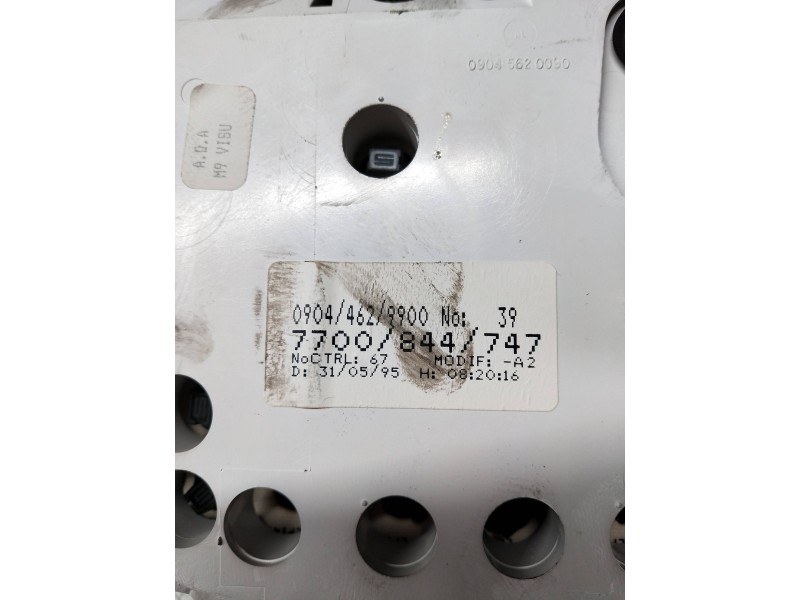 0904 562 0090
A.D.A
M9 VISU
0904/462/9900 No: 39
7700/844/747
NoCTRL: 67 MODIF: -A2
D: 31/05/95 H: 08:20:16